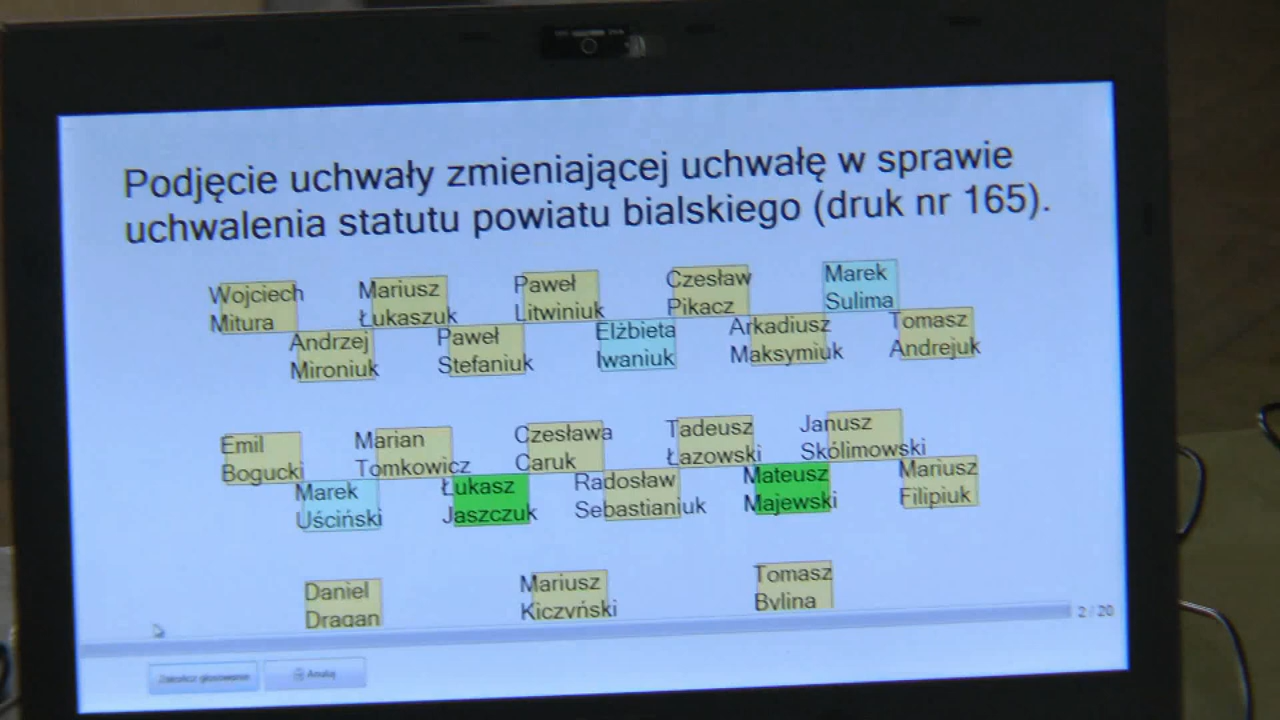 Podjęcie uchwały zmieniającej uchwałę w sprawie
uchwalenia statutu powiatu bialskiego (druk nr 165).
Wojciech
Mitura
Mariusz
Łukaszuk
Paweł
Litwiniuk
Czesław
Pikacz
Marek
Sulima
Andrzej
Mironiuk
Paweł
Stefaniuk
Elżbieta
Iwaniuk
Arkadiusz
Maksymiuk
Tomasz
Andrejuk
Emil
Bogucki
Marian
Tomkowicz
Czesława
Caruk
Tadeusz
Łazowski
Janusz
Skólimowski
Marek
Uściński
Łukasz
Jaszczuk
Radosław
Sebastianiuk
Mateusz
Majewski
Mariusz
Filipiuk
Daniel
Dragan
Mariusz
Kiczyński
Tomasz
Bylina
2 / 20
Zakończ głosowanie
Anuluj